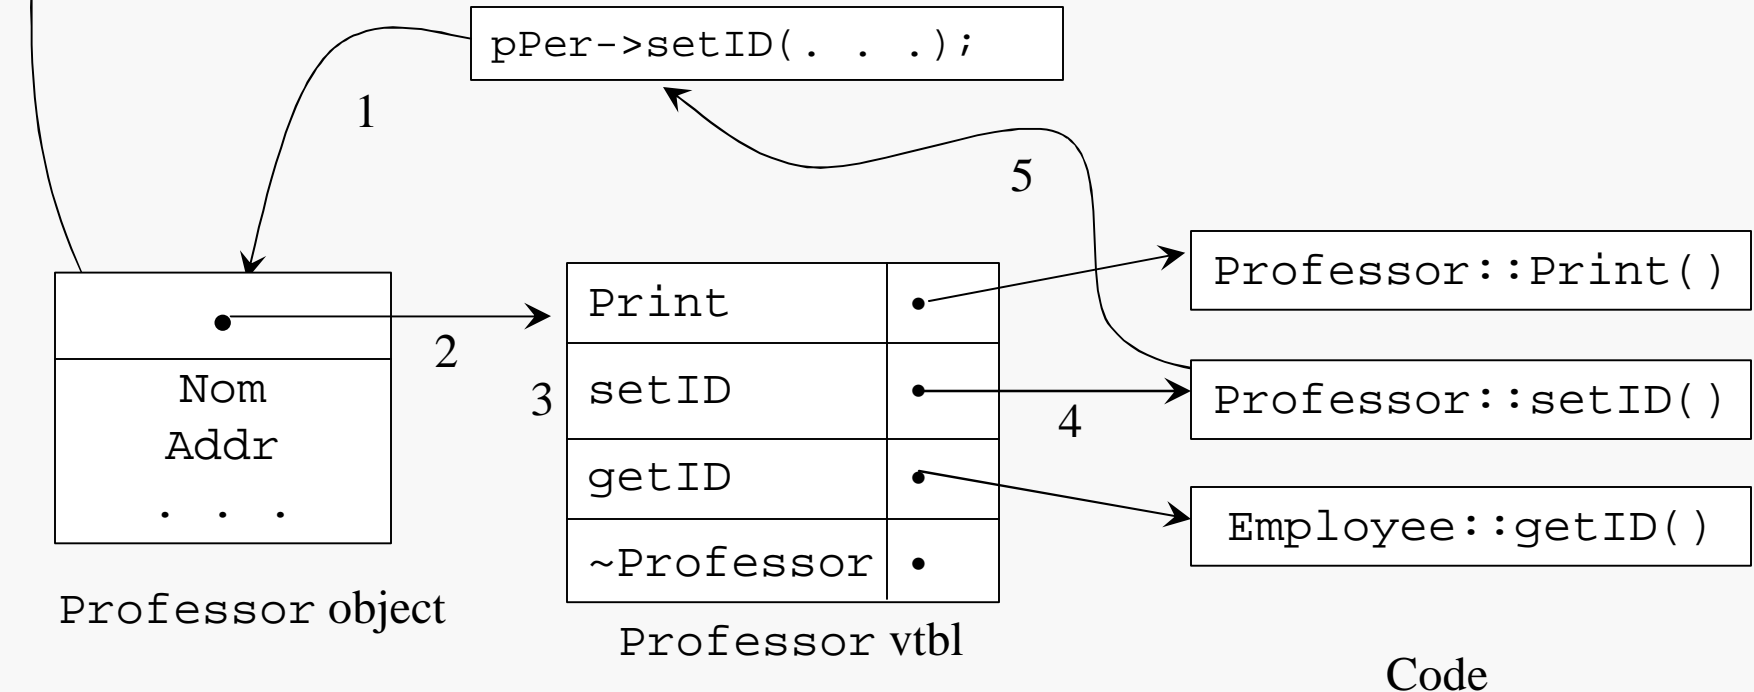 pPer->setID(. . .);
1
5
Professor::Print()
Print
2
3
setID
4
Professor::setID()
Nom
Addr
. . .
getID
Employee::getID()
~Professor
Professor object
Professor vtbl
Code